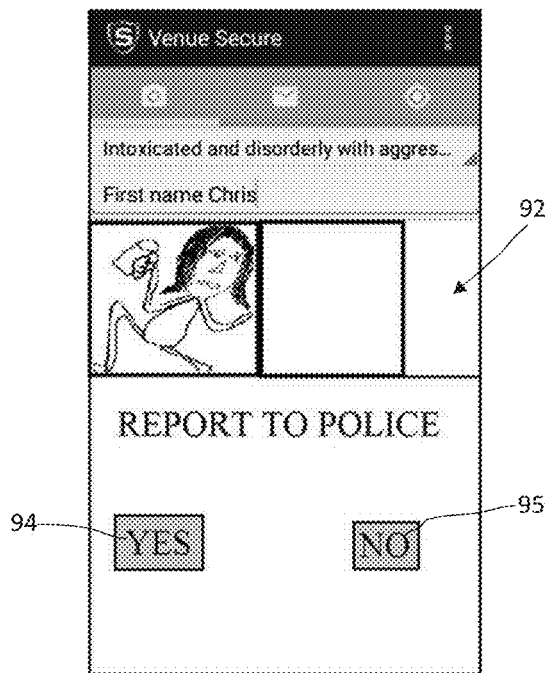 S Venue Secure
Intoxicated and disorderly with aggres...
First name Chris
92
REPORT TO POLICE
94 YES NO 95